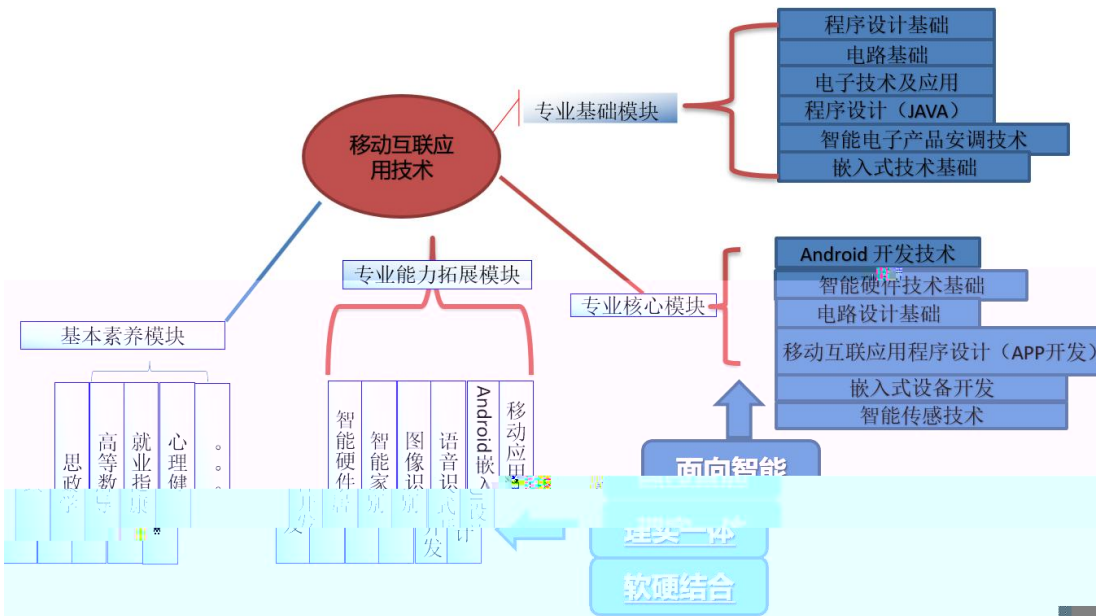 移动互联应
用技术
专业基础模块
程序设计基础
电路基础
电子技术及应用
程序设计（JAVA）
智能电子产品安调技术
嵌入式技术基础
专业核心模块
Android 开发技术
智能硬件技术基础
电路设计基础
移动互联应用程序设计（APP开发）
嵌入式设备开发
智能传感技术
专业能力拓展模块
智能硬件
智能家
图像识
语音识
Android嵌入
移动应用
基本素养模块
思政
高等数
就业指
心理健
。。
面向智能
理实一体
软硬结合